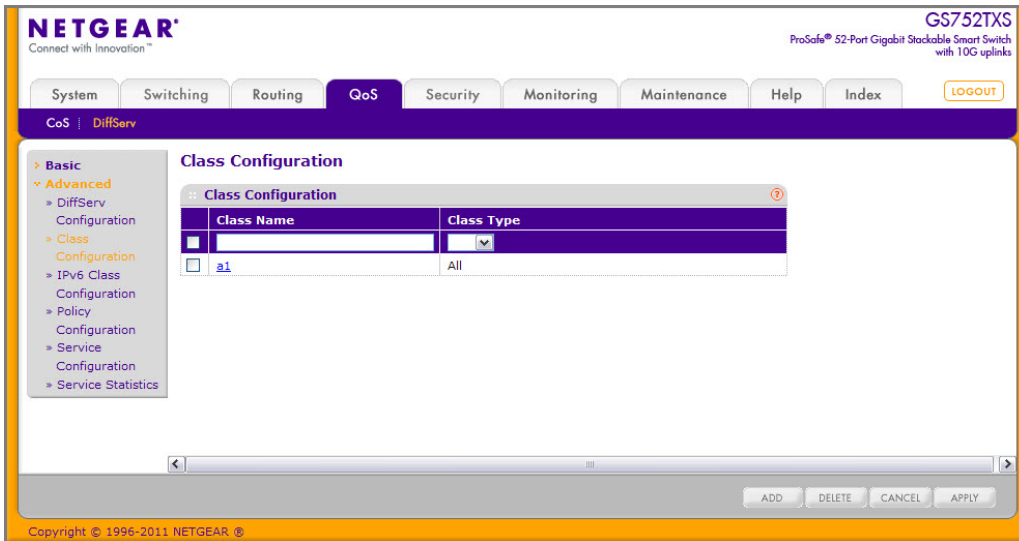 NETGEAR®
Connect with Innovation™
GS752TXS
ProSafe® 52-Port Gigabit Stackable Smart Switch
with 10G uplinks
System
Switching
Routing
QoS
Security
Monitoring
Maintenance
Help
Index
LOGOUT
CoS
DiffServ
Basic
Advanced
» DiffServ
Configuration
» Class
Configuration
» IPv6 Class
Configuration
» Policy
Configuration
» Service
Configuration
» Service Statistics
Class Configuration
Class Configuration
?
Class Name
Class Type
a1
All
ADD
DELETE
CANCEL
APPLY
Copyright © 1996-2011 NETGEAR ®